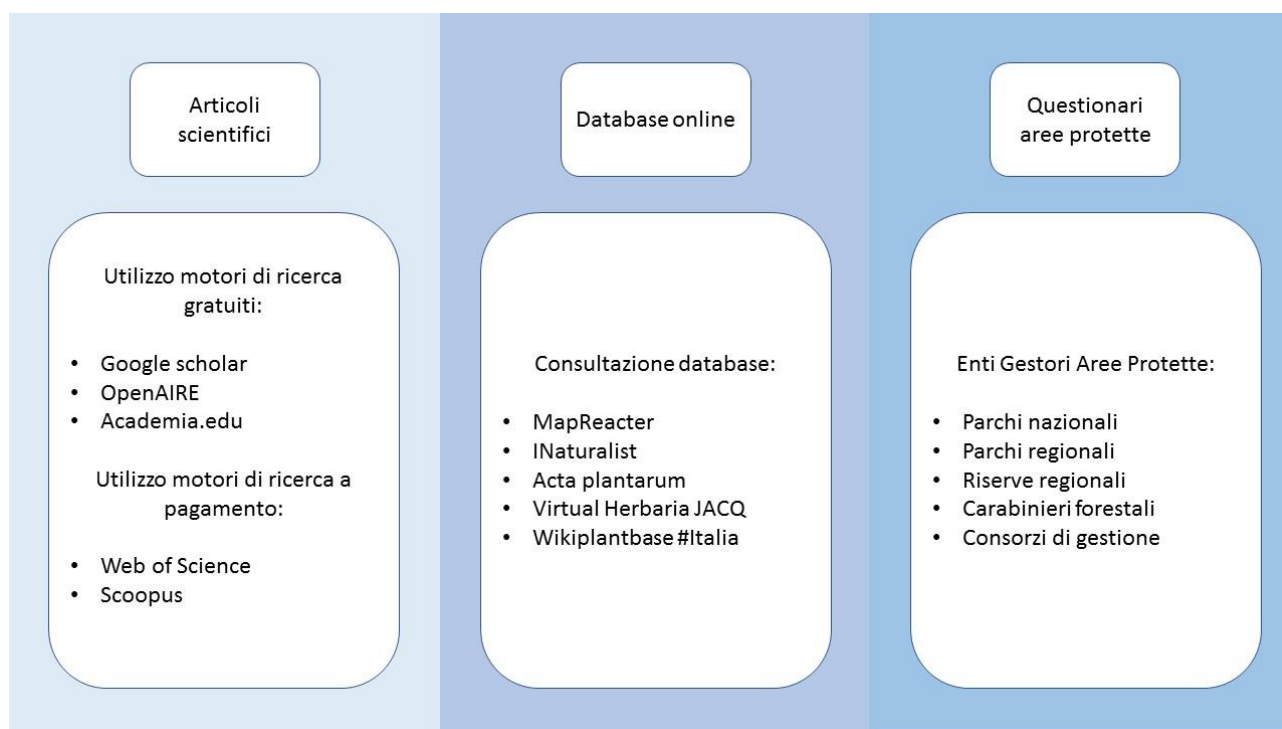 Articoli
scientifici
Utilizzo motori di ricerca
gratuiti:
• Google scholar
• OpenAIRE
• Academia.edu
Utilizzo motori di ricerca a
pagamento:
• Web of Science
• Scoopus
Database online
Consultazione database:
• MapReacter
• INaturalist
• Acta plantarum
• Virtual Herbaria JACQ
• Wikiplantbase #Italia
Questionari
aree protette
Enti Gestori Aree Protette:
• Parchi nazionali
• Parchi regionali
• Riserve regionali
• Carabinieri forestali
• Consorzi di gestione